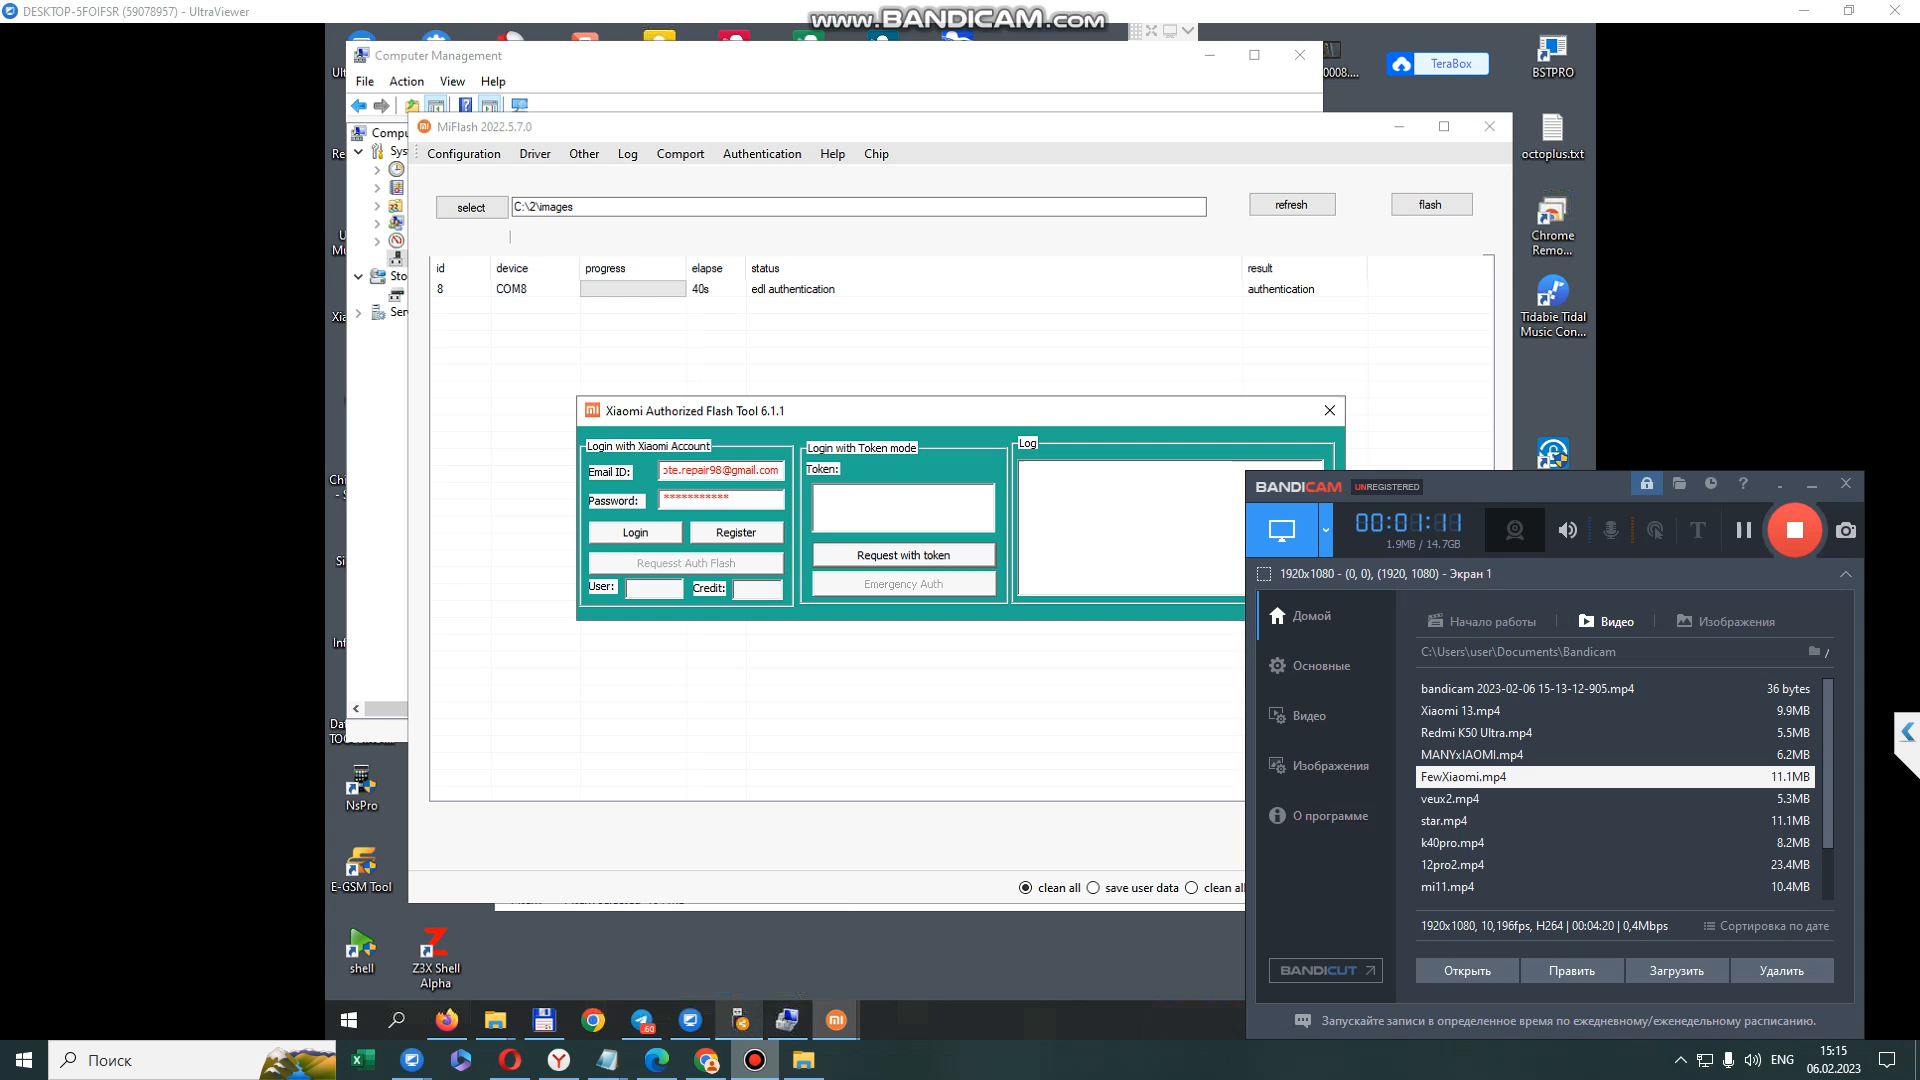 DESKTOP-5FOIFSR (59078957) - UltraViewer
www.BANDICAM.com
Computer Management
File Action View Help
MiFlash 2022.5.7.0
Configuration Driver Other Log Comport Authentication Help Chip
select C:\2\images refresh flash
id device progress elapse status result
8 COM8 40s edl authentication authentication
Xiaomi Authorized Flash Tool 6.1.1
Login with Xiaomi Account
Email ID: ote.repair98@gmail.com
Password: ***********
Login Register
Requesst Auth Flash
User: Credit:
Login with Token mode
Token:
Request with token
Emergency Auth
Log
clean all save user data clean all
0008....
TeraBox
BSTPRO
octoplus.txt
Chrome
Remo...
Tidabie Tidal
Music Con...
NsPro
E-GSM Tool
shell
Z3X Shell
Alpha
BANDICAM UNREGISTERED
00:01:11
1.9MB / 14.7GB
1920x1080 - (0, 0), (1920, 1080) - Экран 1
Домой
Основные
Видео
Изображения
О программе
Начало работы Видео Изображения
C:\Users\user\Documents\Bandicam
bandicam 2023-02-06 15-13-12-905.mp4 36 bytes
Xiaomi 13.mp4 9.9MB
Redmi K50 Ultra.mp4 5.5MB
MANYxIAOMI.mp4 6.2MB
FewXiaomi.mp4 11.1MB
veux2.mp4 5.3MB
star.mp4 11.1MB
k40pro.mp4 8.2MB
12pro2.mp4 23.4MB
mi11.mp4 10.4MB
1920x1080, 10,196fps, H264 | 00:04:20 | 0,4Mbps Сортировка по дате
BANDICUT Открыть Править Загрузить Удалить
Запускайте записи в определенное время по ежедневному/еженедельному расписанию.
60
Поиск
ENG
15:15
06.02.2023